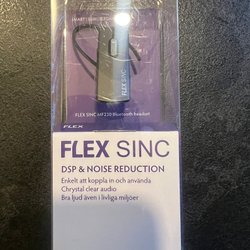 FLEX SINC
FLEX SINC MF230 Bluetooth headset
FLEX
FLEX SINC
DSP & NOISE REDUCTION
Enkelt att koppla in och använda
Chrystal clear audio
Bra ljud även i livliga miljöer